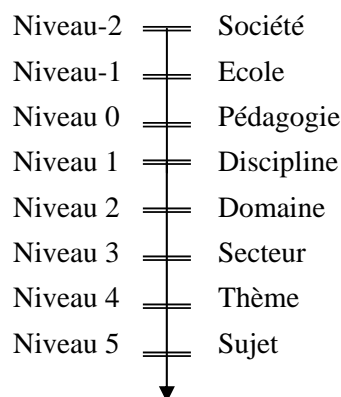 Niveau-2 Société
Niveau-1 Ecole
Niveau 0 Pédagogie
Niveau 1 Discipline
Niveau 2 Domaine
Niveau 3 Secteur
Niveau 4 Thème
Niveau 5 Sujet